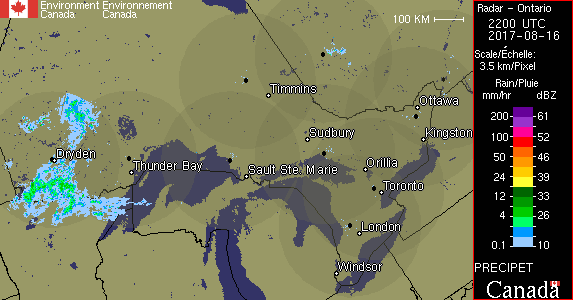 Environment Environnement
Canada Canada
100 KM
Timmins
Ottawa
Sudbury
Kingston
Dryden
Thunder Bay
Sault Ste. Marie
Orillia
Toronto
London
Windsor
Radar - Ontario
2200 UTC
2017-08-16
Scale/Échelle:
3.5 km/Pixel
Rain/Pluie
mm/hr dBZ
200 61
100 52
50 46
24 39
12 33
4 26
0.1 10
PRECIPET
Canada